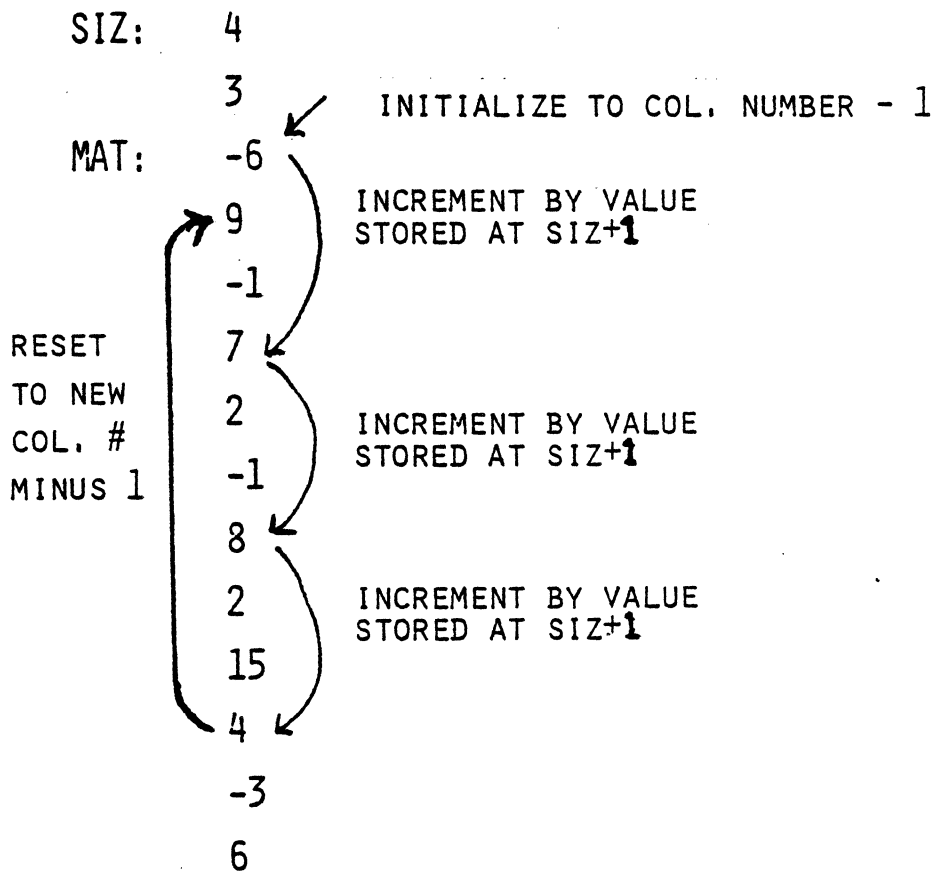 SIZ: 4
3
INITIALIZE TO COL. NUMBER - 1
MAT: -6
9
INCREMENT BY VALUE
STORED AT SIZ+1
-1
RESET
TO NEW
COL. #
MINUS 1
7
2
INCREMENT BY VALUE
STORED AT SIZ+1
-1
8
2
INCREMENT BY VALUE
STORED AT SIZ+1
15
4
-3
6